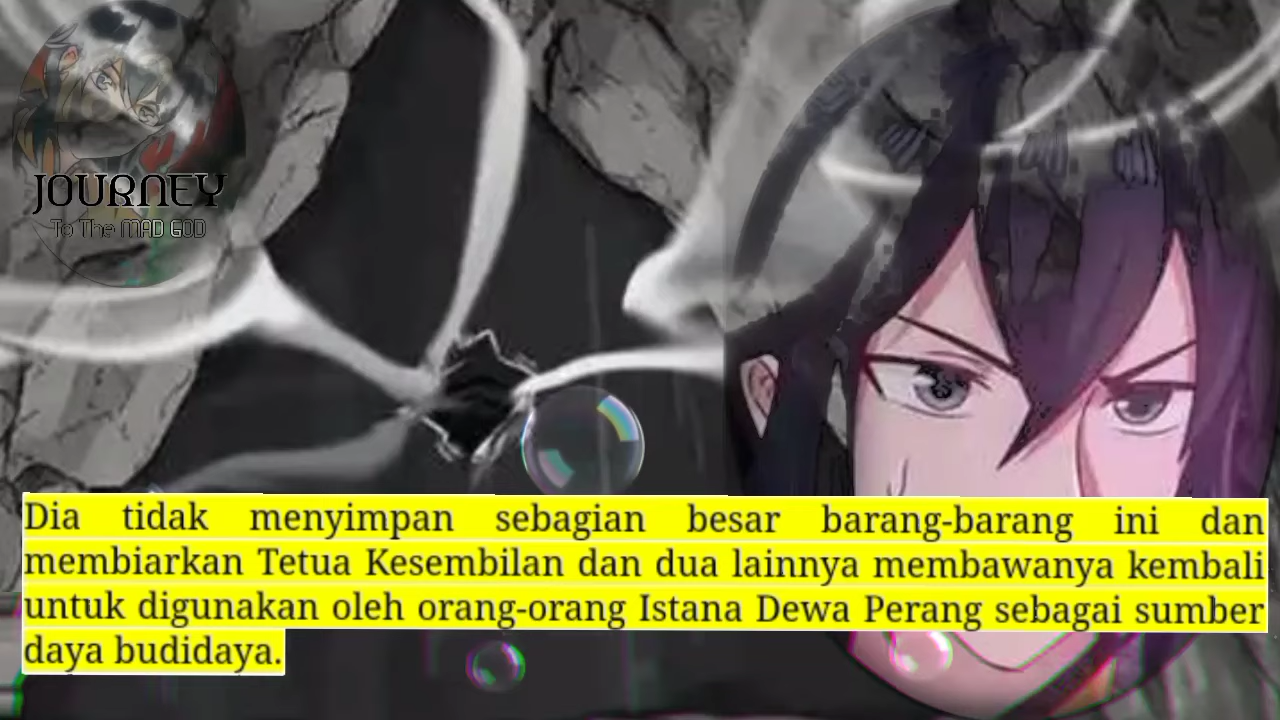 JOURNEY
To The MAD GOD
Dia tidak menyimpan sebagian besar barang-barang ini dan
membiarkan Tetua Kesembilan dan dua lainnya membawanya kembali
untuk digunakan oleh orang-orang Istana Dewa Perang sebagai sumber
daya budidaya.